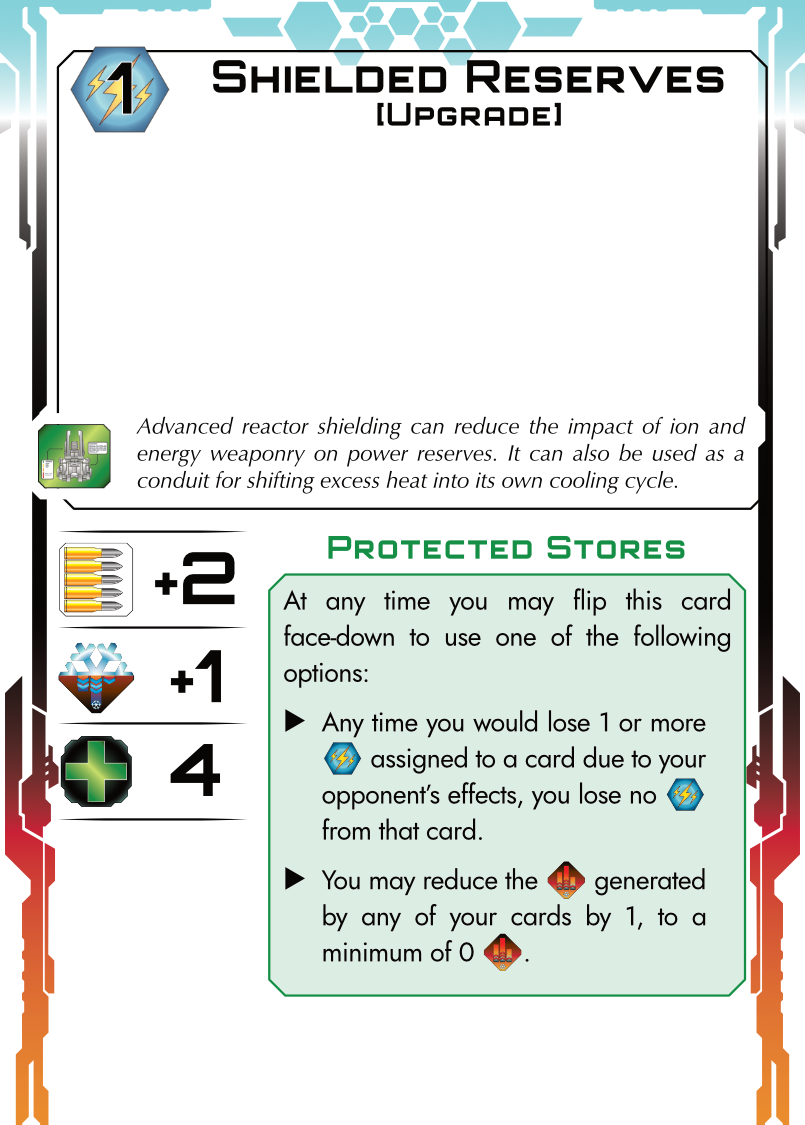 1
Shielded Reserves
[Upgrade]
Advanced reactor shielding can reduce the impact of ion and
energy weaponry on power reserves. It can also be used as a
conduit for shifting excess heat into its own cooling cycle.
+2
+1
4
Protected Stores
At any time you may flip this card
face-down to use one of the following
options:
▶ Any time you would lose 1 or more
assigned to a card due to your
opponent's effects, you lose no
from that card.
▶ You may reduce the generated
by any of your cards by 1, to a
minimum of 0 .